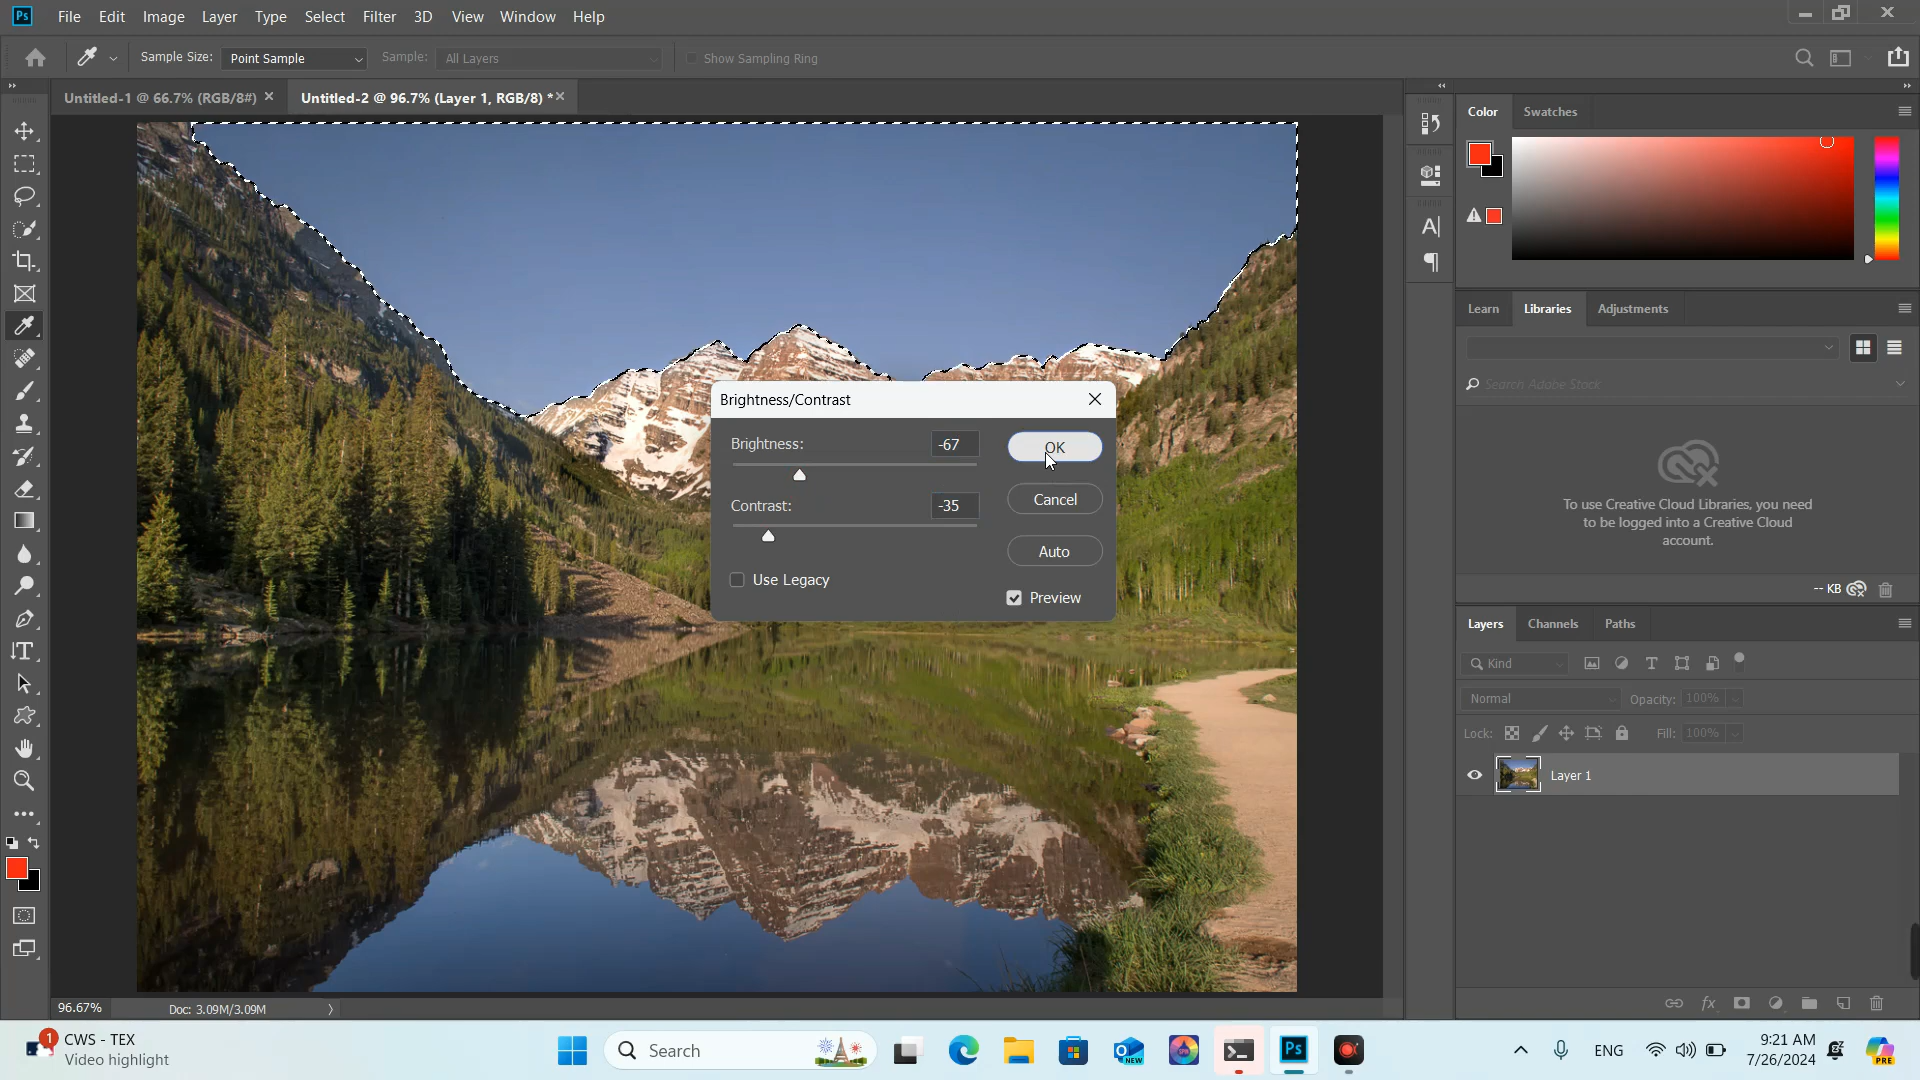 Ps File Edit Image Layer Type Select Filter 3D View Window Help
Sample Size: Point Sample Sample: All Layers Show Sampling Ring
Untitled-1 @ 66.7% (RGB/8#) Untitled-2 @ 96.7% (Layer 1, RGB/8) *
Color Swatches
Learn Libraries Adjustments
Search Adobe Stock
To use Creative Cloud Libraries, you need
to be logged into a Creative Cloud
account.
-- KB
Brightness/Contrast
Brightness: -67
OK
Contrast: -35
Cancel
Auto
Use Legacy
Preview
Layers Channels Paths
Kind
Normal Opacity: 100%
Lock: Fill: 100%
Layer 1
96.67% Doc: 3.09M/3.09M
1 CWS - TEX
Video highlight
Search
NEW
Ps
ENG
9:21 AM
7/26/2024
PRE